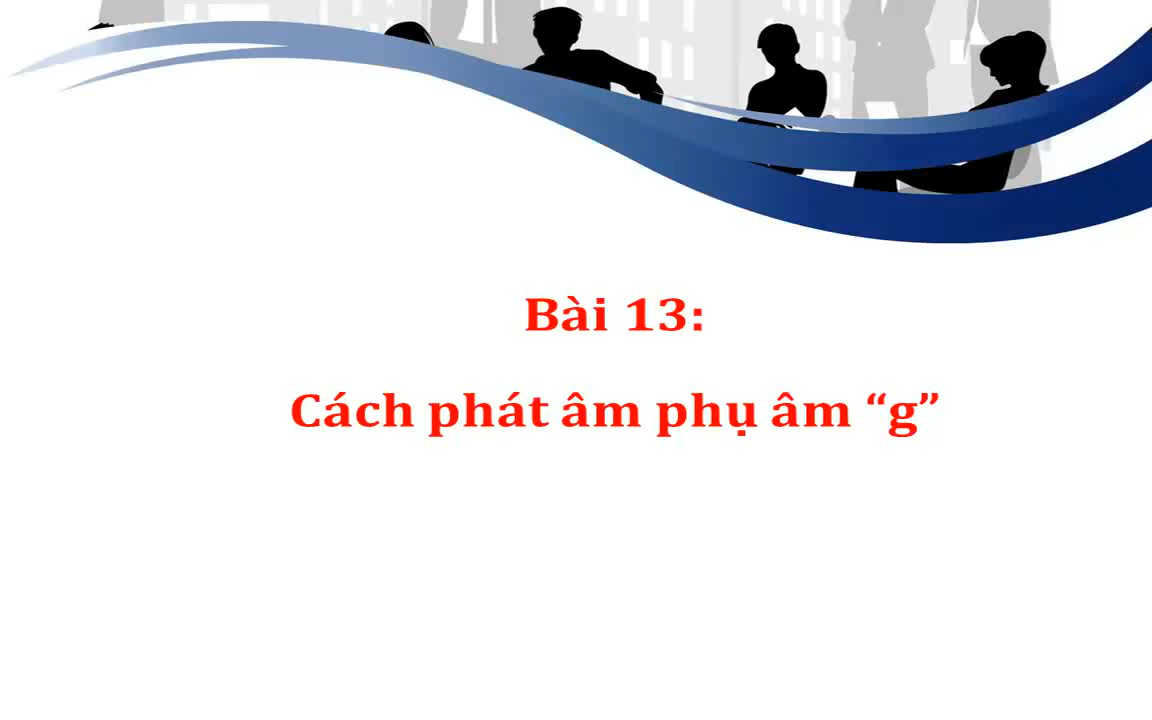 Bài 13:
Cách phát âm phụ âm “g”